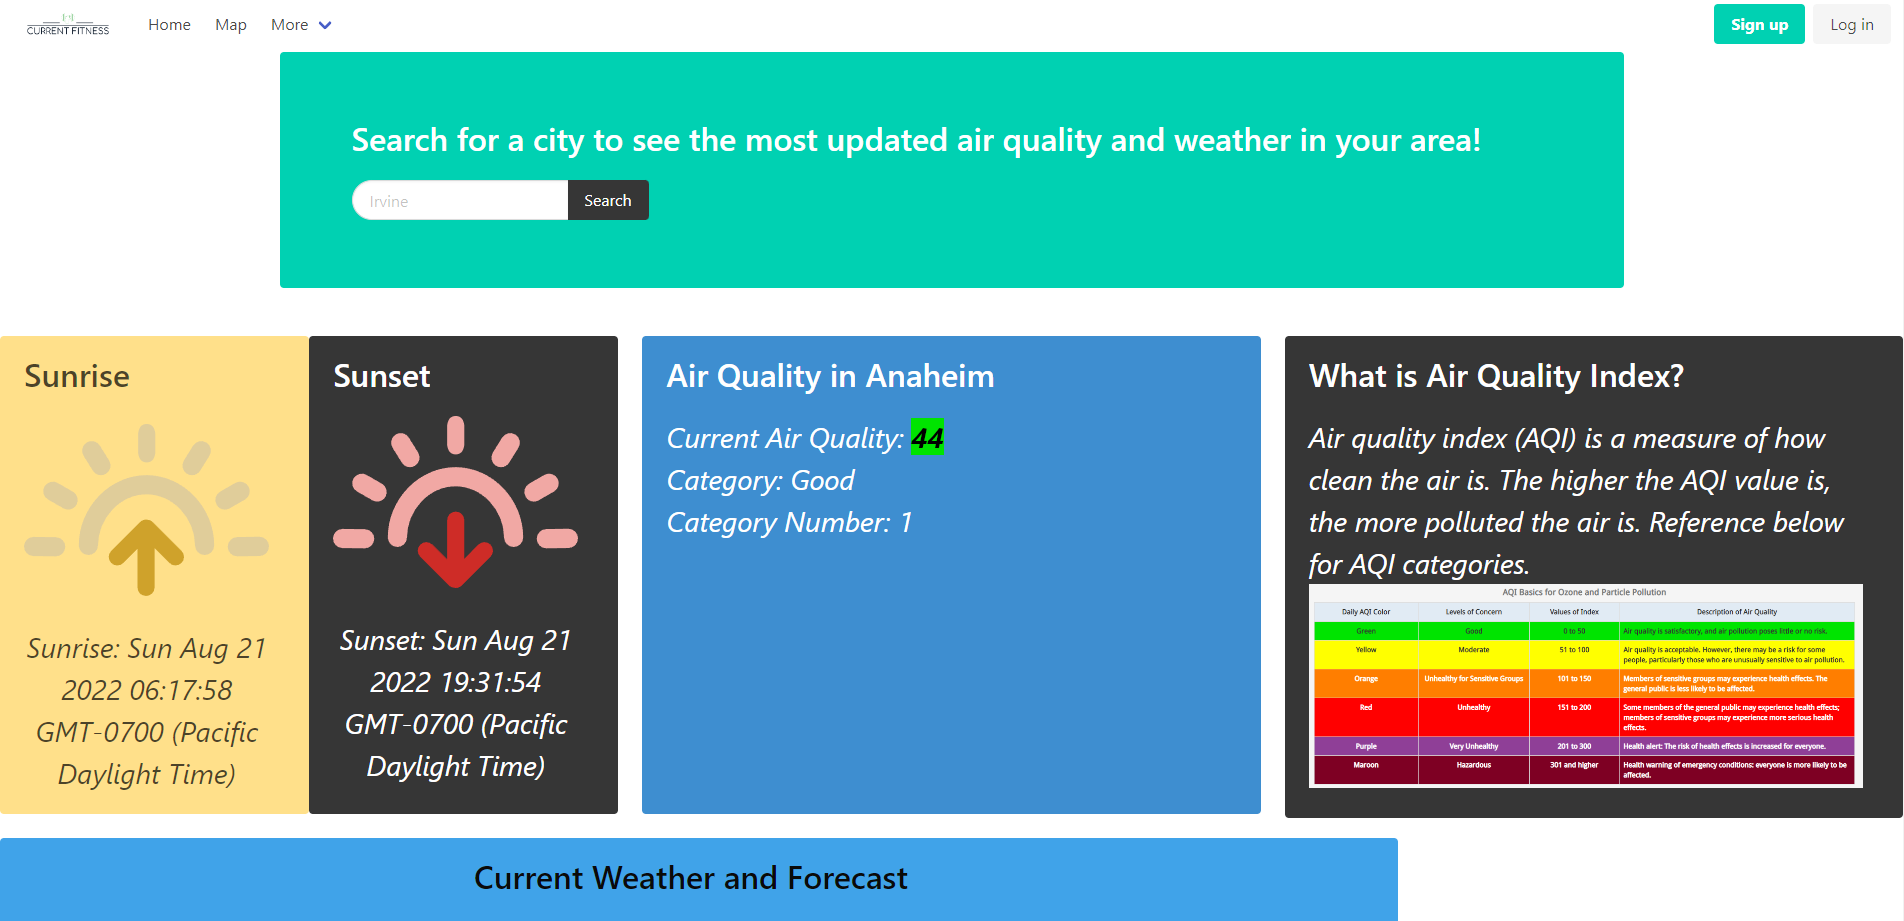 CURRENT FITNESS
Home Map More
Sign up Log in
Search for a city to see the most updated air quality and weather in your area!
Irvine
Search
Sunrise
Sunrise: Sun Aug 21
2022 06:17:58
GMT-0700 (Pacific
Daylight Time)
Sunset
Sunset: Sun Aug 21
2022 19:31:54
GMT-0700 (Pacific
Daylight Time)
Air Quality in Anaheim
Current Air Quality: 44
Category: Good
Category Number: 1
What is Air Quality Index?
Air quality index (AQI) is a measure of how
clean the air is. The higher the AQI value is,
the more polluted the air is. Reference below
for AQI categories.
AQI Basics for Ozone and Particle Pollution
Daily AQI Color Levels of Concern Values of Index Description of Air Quality
Green Good 0 to 50 Air quality is satisfactory, and air pollution poses little or no risk.
Yellow Moderate 51 to 100 Air quality is acceptable. However, there may be a risk for some
people, particularly those who are unusually sensitive to air pollution.
Orange Unhealthy for Sensitive Groups 101 to 150 Members of sensitive groups may experience health effects. The
general public is less likely to be affected.
Red Unhealthy 151 to 200 Some members of the general public may experience health effects;
members of sensitive groups may experience more serious health
effects.
Purple Very Unhealthy 201 to 300 Health alert: The risk of health effects is increased for everyone.
Maroon Hazardous 301 and higher Health warning of emergency conditions: everyone is more likely to be
affected.
Current Weather and Forecast